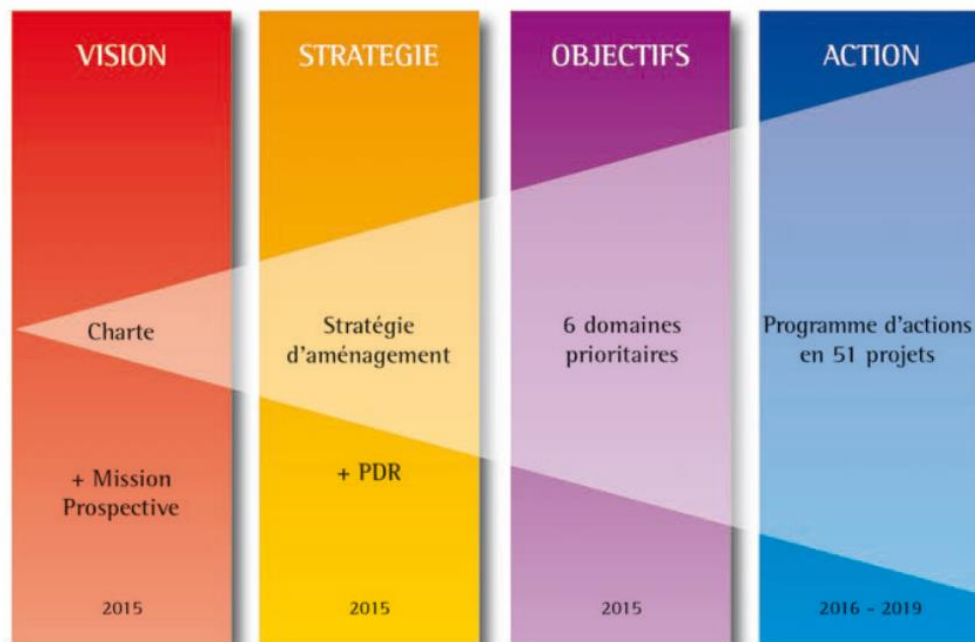 VISION
Charte
+ Mission
Prospective
2015
STRATEGIE
Stratégie
d'aménagement
+ PDR
2015
OBJECTIFS
6 domaines
prioritaires
2015
ACTION
Programme d'actions
en 51 projets
2016 - 2019